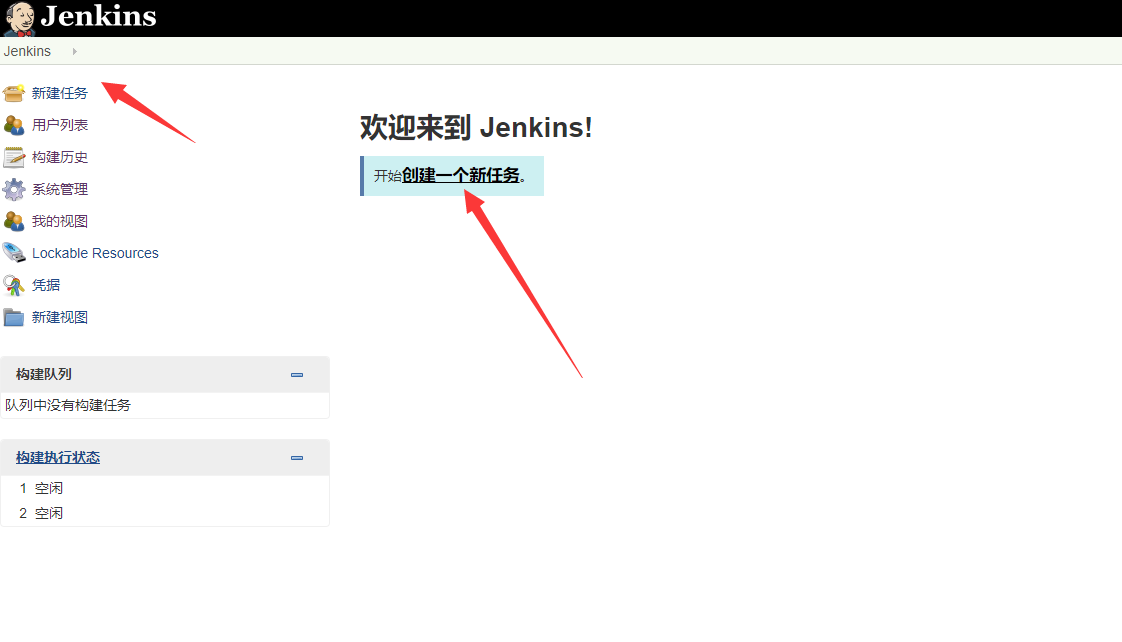 Jenkins
Jenkins
新建任务
用户列表
构建历史
系统管理
我的视图
Lockable Resources
凭据
新建视图
构建队列
队列中没有构建任务
构建执行状态
1 空闲
2 空闲
欢迎来到 Jenkins!
开始创建一个新任务。